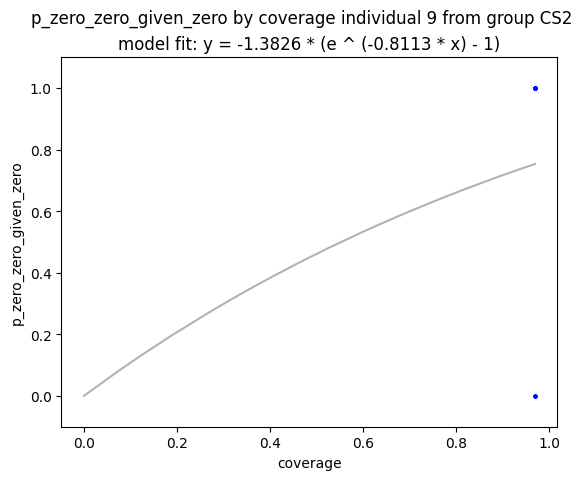 p_zero_zero_given_zero by coverage individual 9 from group CS2
model fit: y = -1.3826 * (e ^ (-0.8113 * x) - 1)
1.0
0.8
0.6
0.4
0.2
0.0
p_zero_zero_given_zero
0.0 0.2 0.4 0.6 0.8 1.0
coverage